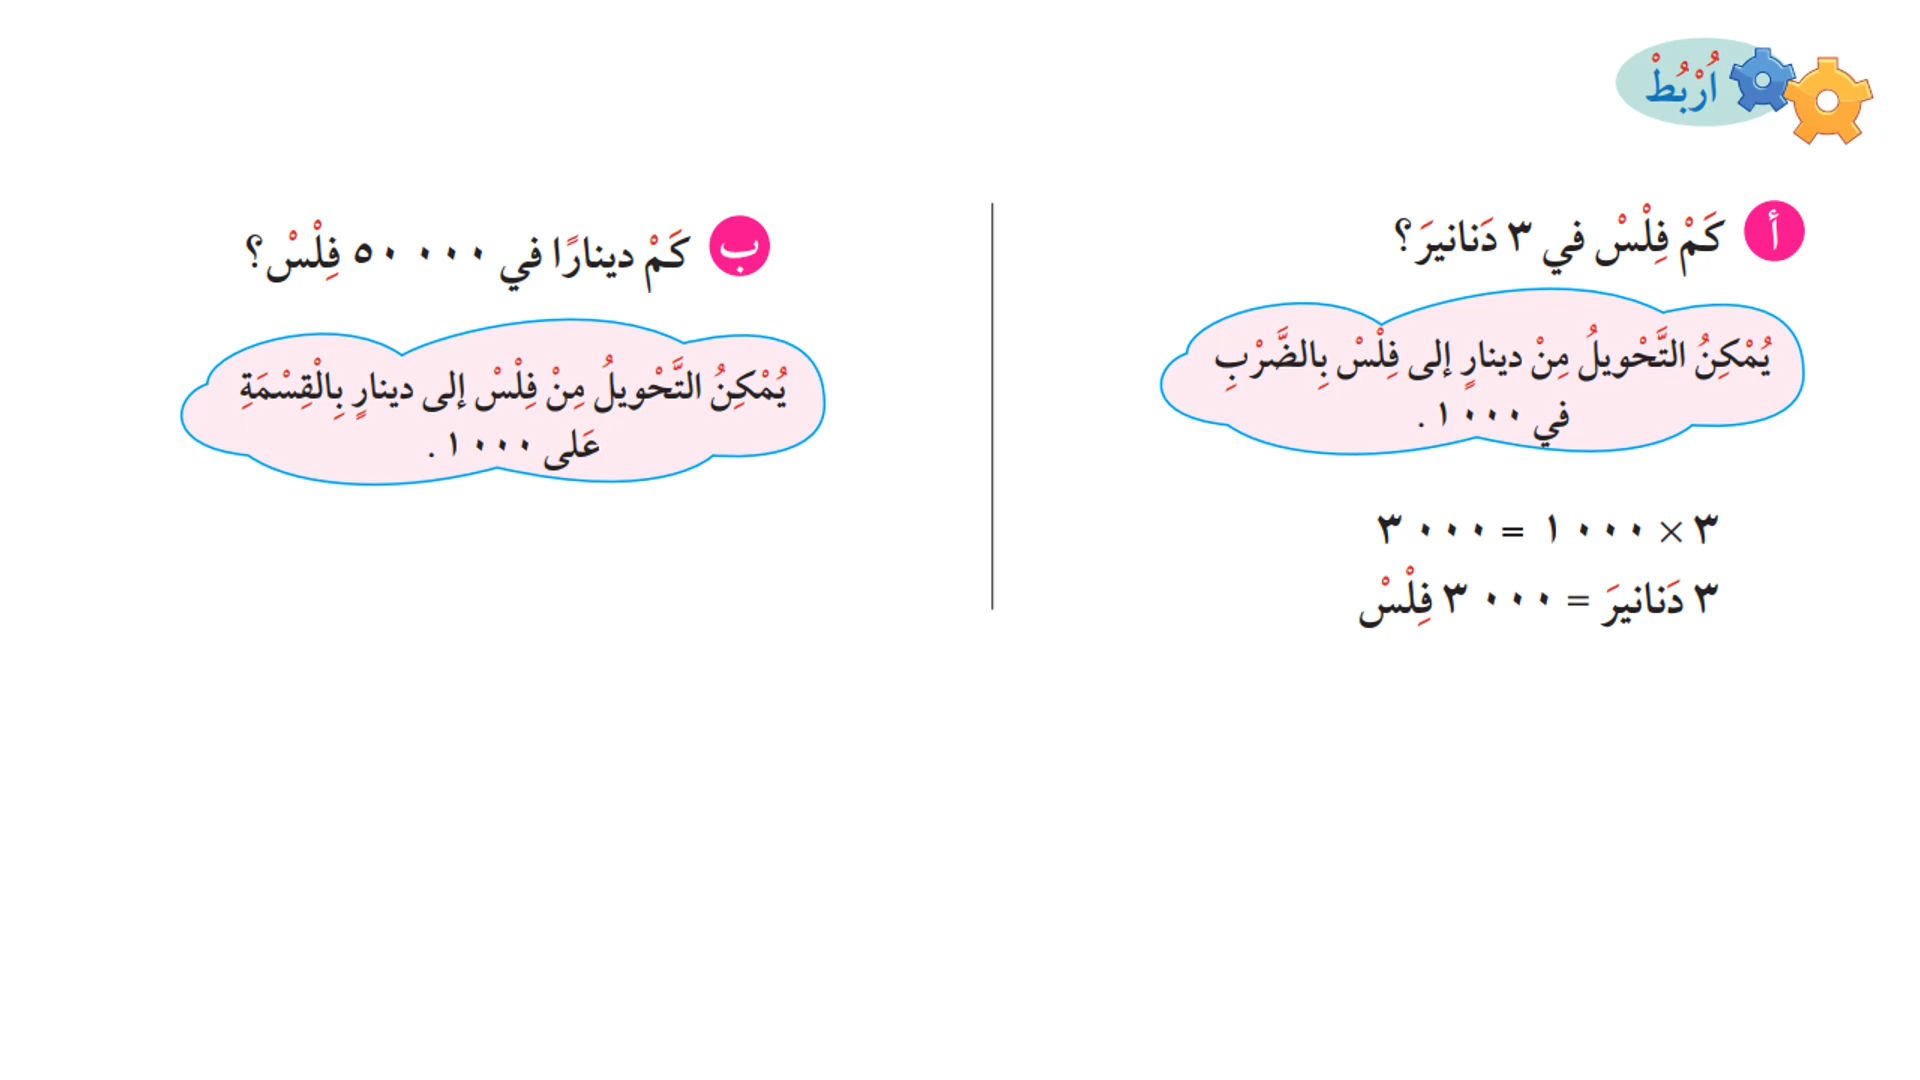 اُرْبُطْ
أ كَمْ فِلْسْ في ٣ دَنانيرَ؟
يُمْكِنُ التَّحْويلُ مِنْ دينارٍ إلى فِلْسْ بِالضَّرْبِ
في ١٠٠٠ .
٣ × ١٠٠٠ = ٣٠٠٠
٣ دَنانيرَ = ٣٠٠٠ فِلْسْ
ب كَمْ دينارًا في ٥٠٠٠٠ فِلْسْ؟
يُمْكِنُ التَّحْويلُ مِنْ فِلْسْ إلى دينارٍ بِالْقِسْمَةِ
عَلى ١٠٠٠ .